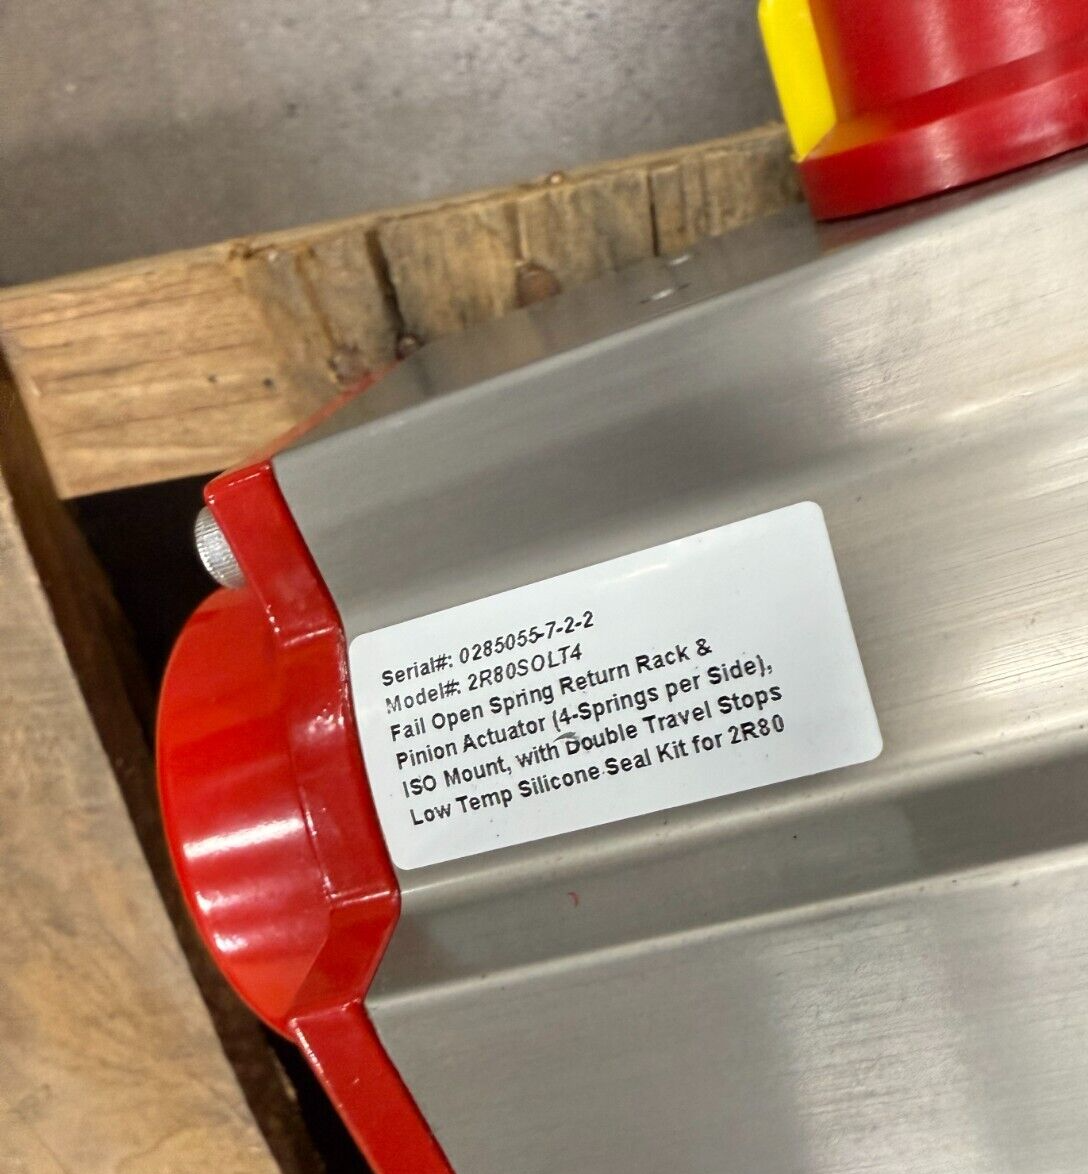 Serial#: 0285055-7-2-2
Model#: 2R80SOLT4
Fail Open Spring Return Rack &
Pinion Actuator (4-Springs per Side),
ISO Mount, with Double Travel Stops
Low Temp Silicone Seal Kit for 2R80